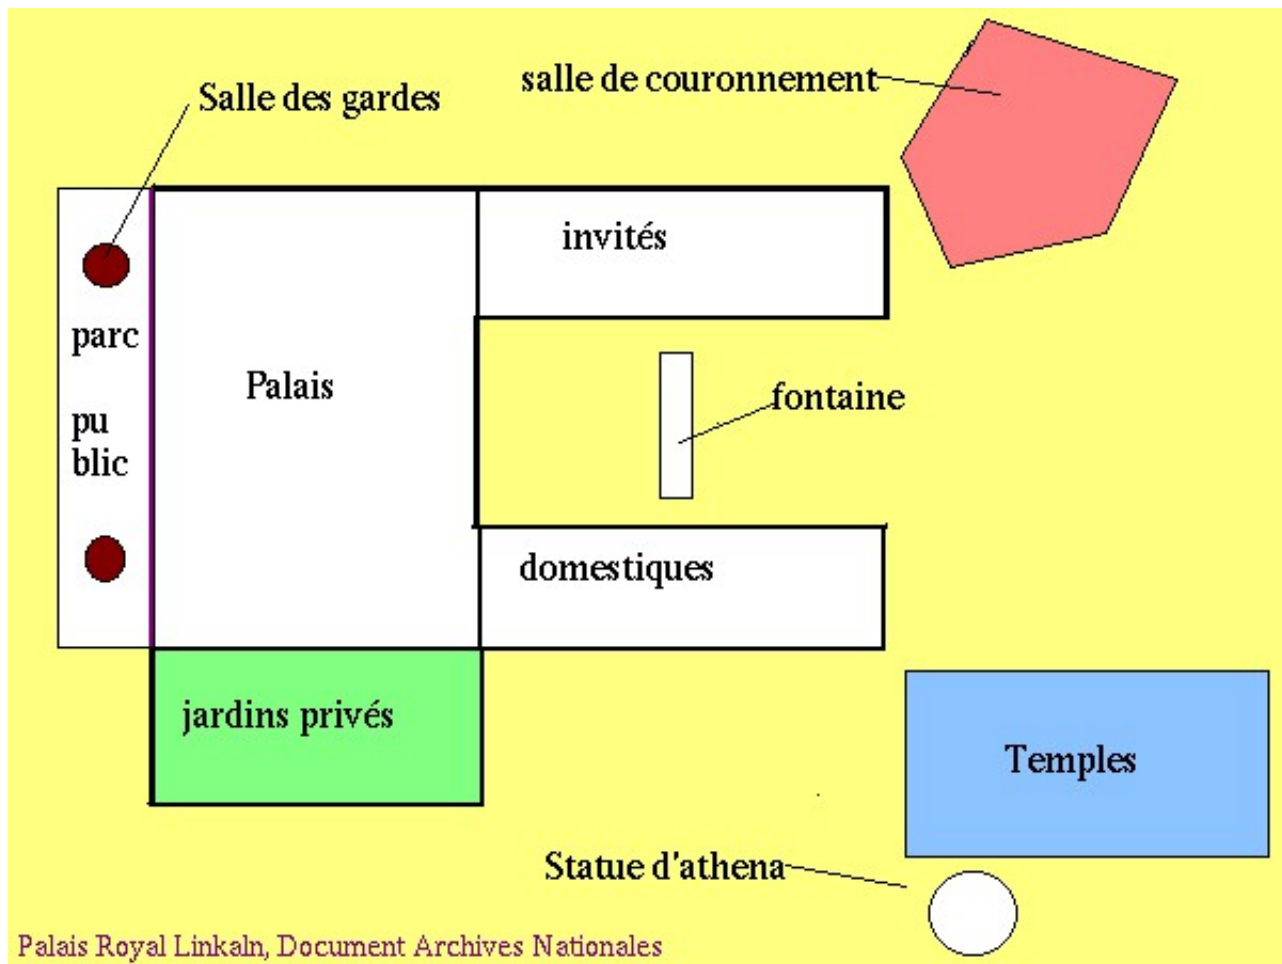 salle de couronnement
Salle des gardes
invités
parc
Palais
fontaine
pu
blic
domestiques
jardins privés
Temples
Statue d'athena
Palais Royal Linkaln, Document Archives Nationales